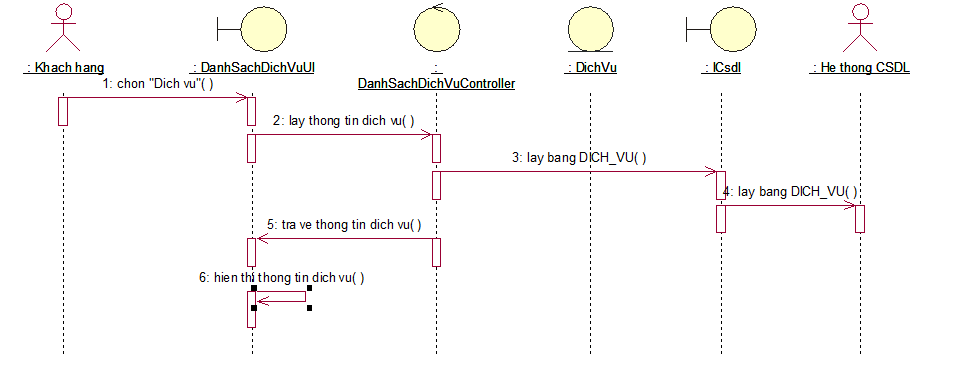 : Khach hang
: DanhSachDichVuUI
:
DanhSachDichVuController
: DichVu
: ICsdl
: He thong CSDL
1: chon "Dich vu"( )
2: lay thong tin dich vu( )
3: lay bang DICH_VU( )
4: lay bang DICH_VU( )
5: tra ve thong tin dich vu( )
6: hien thi thong tin dich vu( )